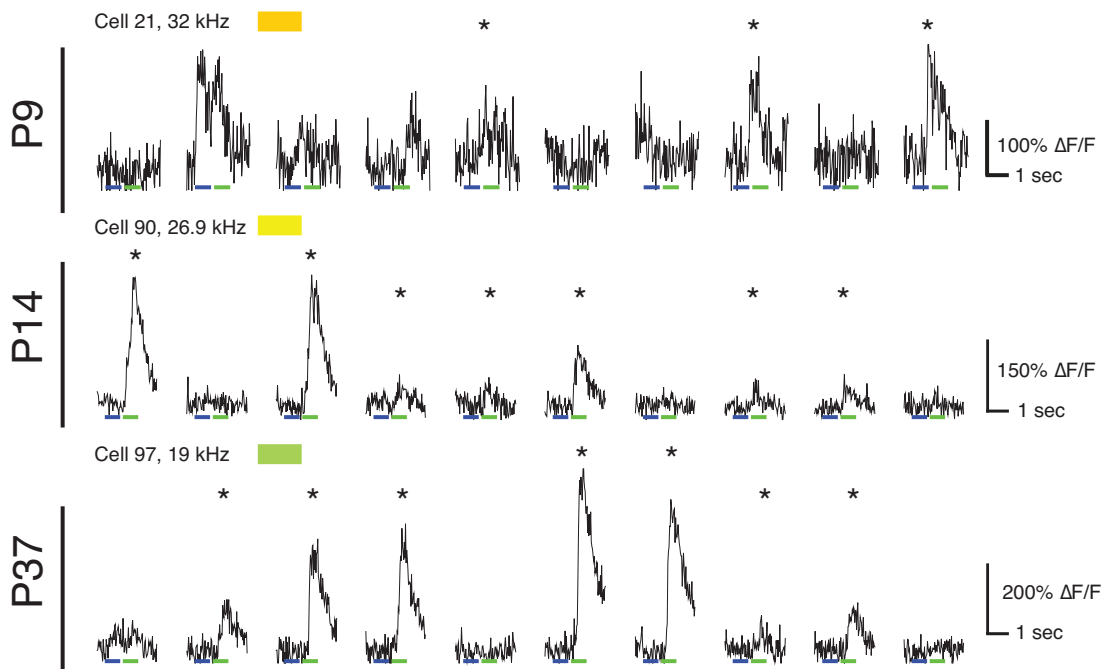 Cell 21, 32 kHz
* * *
P9
100% ΔF/F
1 sec
Cell 90, 26.9 kHz
* * * * * * *
P14
150% ΔF/F
1 sec
Cell 97, 19 kHz
* * * * * * *
P37
200% ΔF/F
1 sec